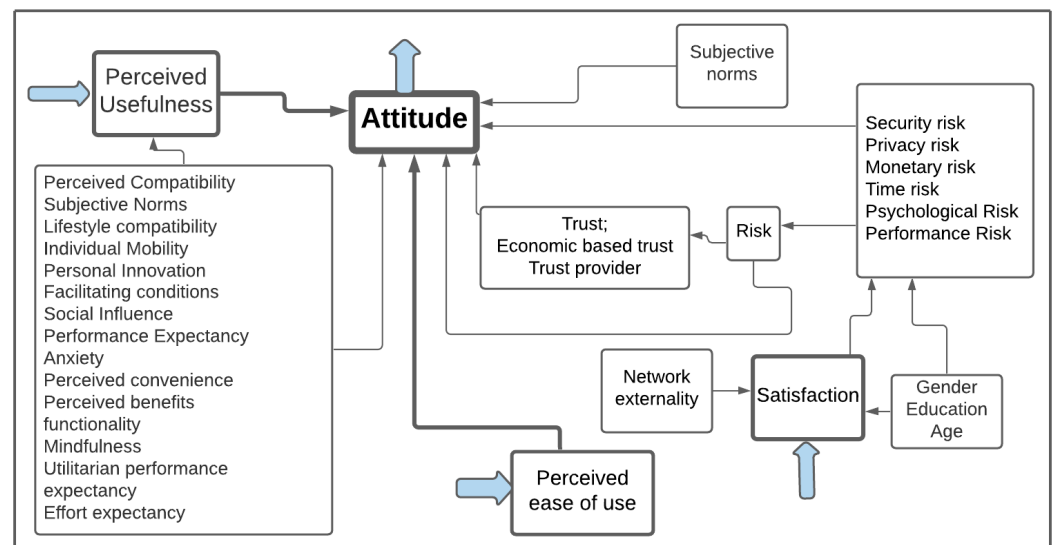 Perceived
Usefulness
Attitude
Subjective
norms
Security risk
Privacy risk
Monetary risk
Time risk
Psychological Risk
Performance Risk
Perceived Compatibility
Subjective Norms
Lifestyle compatibility
Individual Mobility
Personal Innovation
Facilitating conditions
Social Influence
Performance Expectancy
Anxiety
Perceived convenience
Perceived benefits
functionality
Mindfulness
Utilitarian performance
expectancy
Effort expectancy
Trust;
Economic based trust
Trust provider
Risk
Network
externality
Satisfaction
Gender
Education
Age
Perceived
ease of use